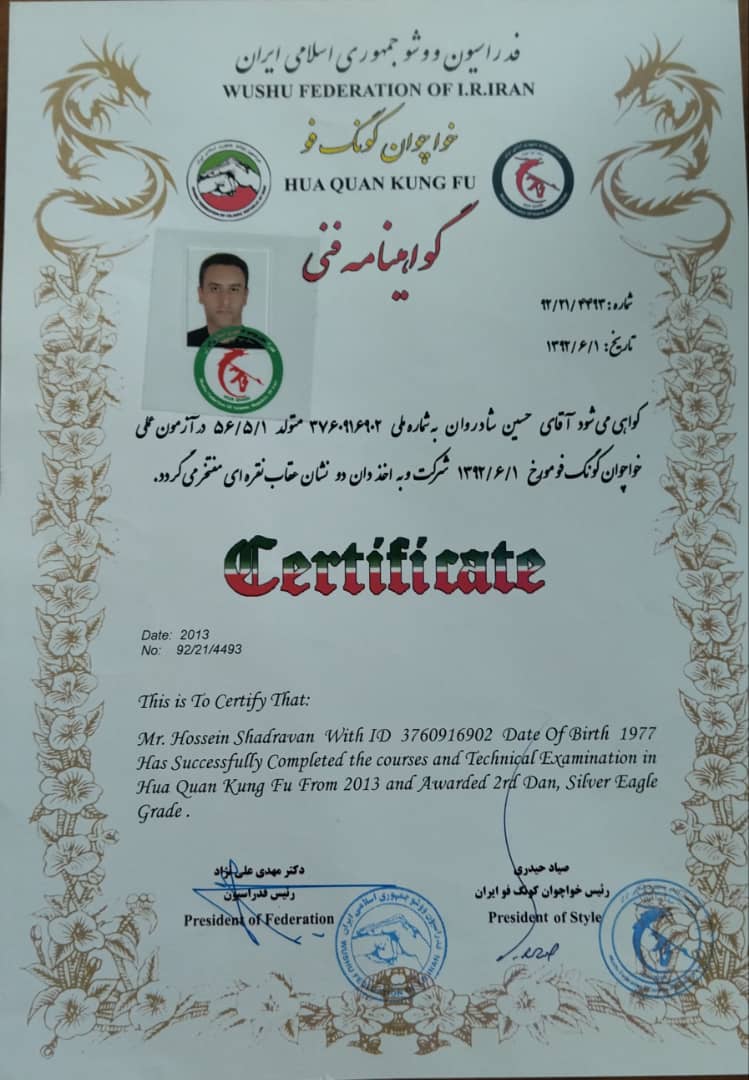 فدراسیون ووشو جمهوری اسلامی ایران
WUSHU FEDERATION OF I.R.IRAN
خواچوان کونگ فو
HUA QUAN KUNG FU
گواهینامه فنی
شماره: ۹۲/۲۱/۴۴۹۳
تاریخ: ۱۳۹۲/۶/۱
گواهی می شود آقای حسین شادروان به شماره ملی ۳۷۶۰۹۱۶۹۰۲ متولد ۵۶/۵/۱ در آزمون عملی
خواچوان کونگ فو مورخ ۱۳۹۲/۶/۱ شرکت و به اخذ دان دو نشان عقاب نقره ای مفتخر می گردد.
Certificate
Date: 2013
No: 92/21/4493
This is To Certify That:
Mr. Hossein Shadravan With ID 3760916902 Date Of Birth 1977
Has Successfully Completed the courses and Technical Examination in
Hua Quan Kung Fu From 2013 and Awarded 2rd Dan, Silver Eagle
Grade .
دکتر مهدی علی نژاد
رئیس فدراسیون
President of Federation
صیاد حیدری
رئیس خواچوان کونگ فو ایران
President of Style